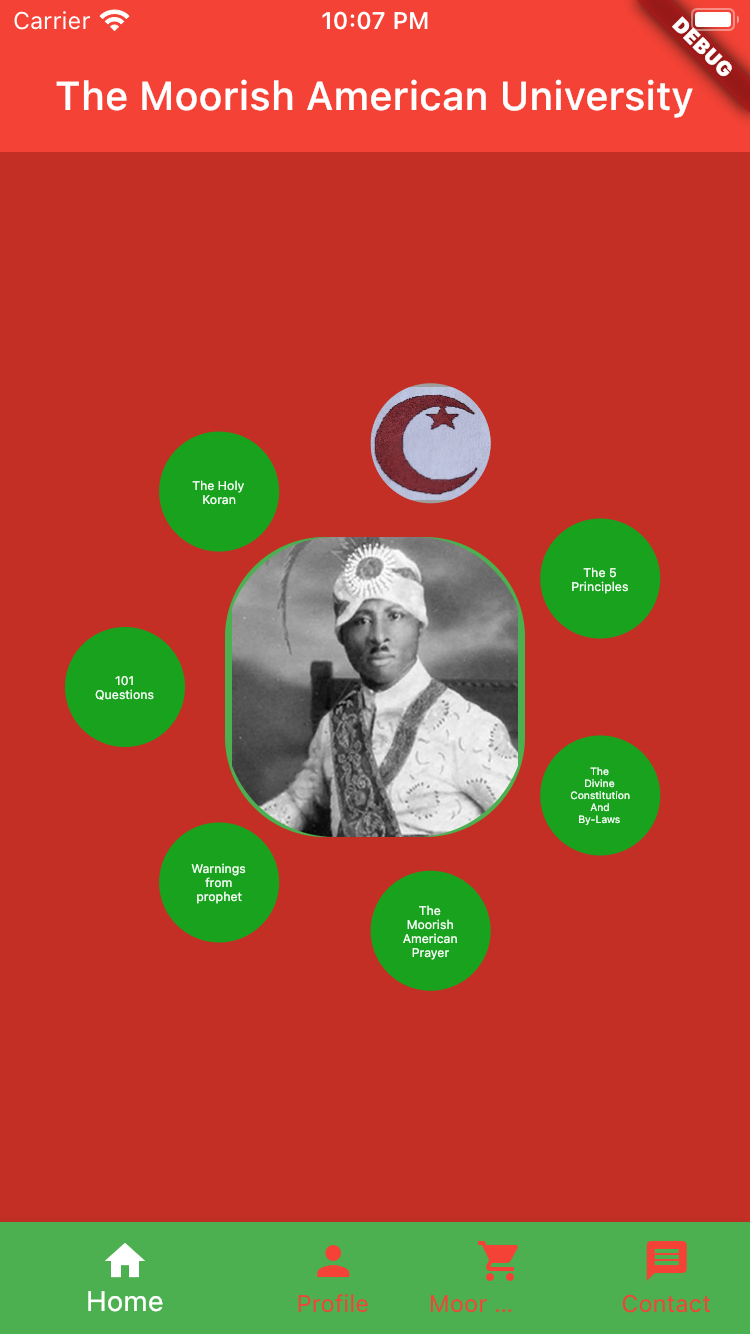 Carrier 10:07 PM
DEBUG
The Moorish American University
The Holy
Koran
The 5
Principles
101
Questions
The
Divine
Constitution
And
By-Laws
Warnings
from
prophet
The
Moorish
American
Prayer
Home Profile Moor ... Contact